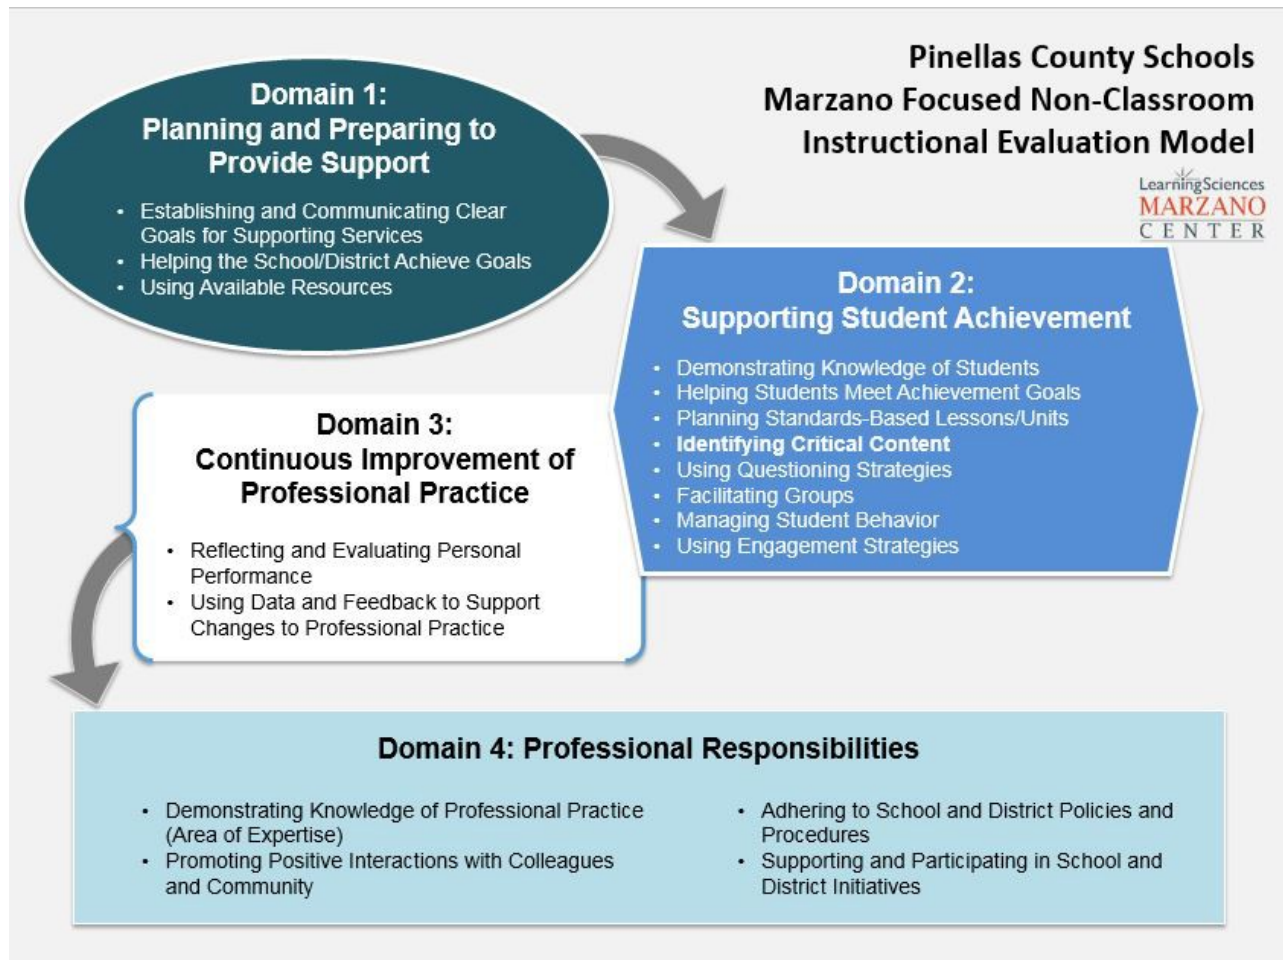 Pinellas County Schools
Marzano Focused Non-Classroom
Instructional Evaluation Model
LearningSciences
MARZANO
CENTER
Domain 1:
Planning and Preparing to
Provide Support
• Establishing and Communicating Clear
Goals for Supporting Services
• Helping the School/District Achieve Goals
• Using Available Resources
Domain 2:
Supporting Student Achievement
• Demonstrating Knowledge of Students
• Helping Students Meet Achievement Goals
• Planning Standards-Based Lessons/Units
• Identifying Critical Content
• Using Questioning Strategies
• Facilitating Groups
• Managing Student Behavior
• Using Engagement Strategies
Domain 3:
Continuous Improvement of
Professional Practice
• Reflecting and Evaluating Personal
Performance
• Using Data and Feedback to Support
Changes to Professional Practice
Domain 4: Professional Responsibilities
• Demonstrating Knowledge of Professional Practice
(Area of Expertise)
• Promoting Positive Interactions with Colleagues
and Community
• Adhering to School and District Policies and
Procedures
• Supporting and Participating in School and
District Initiatives